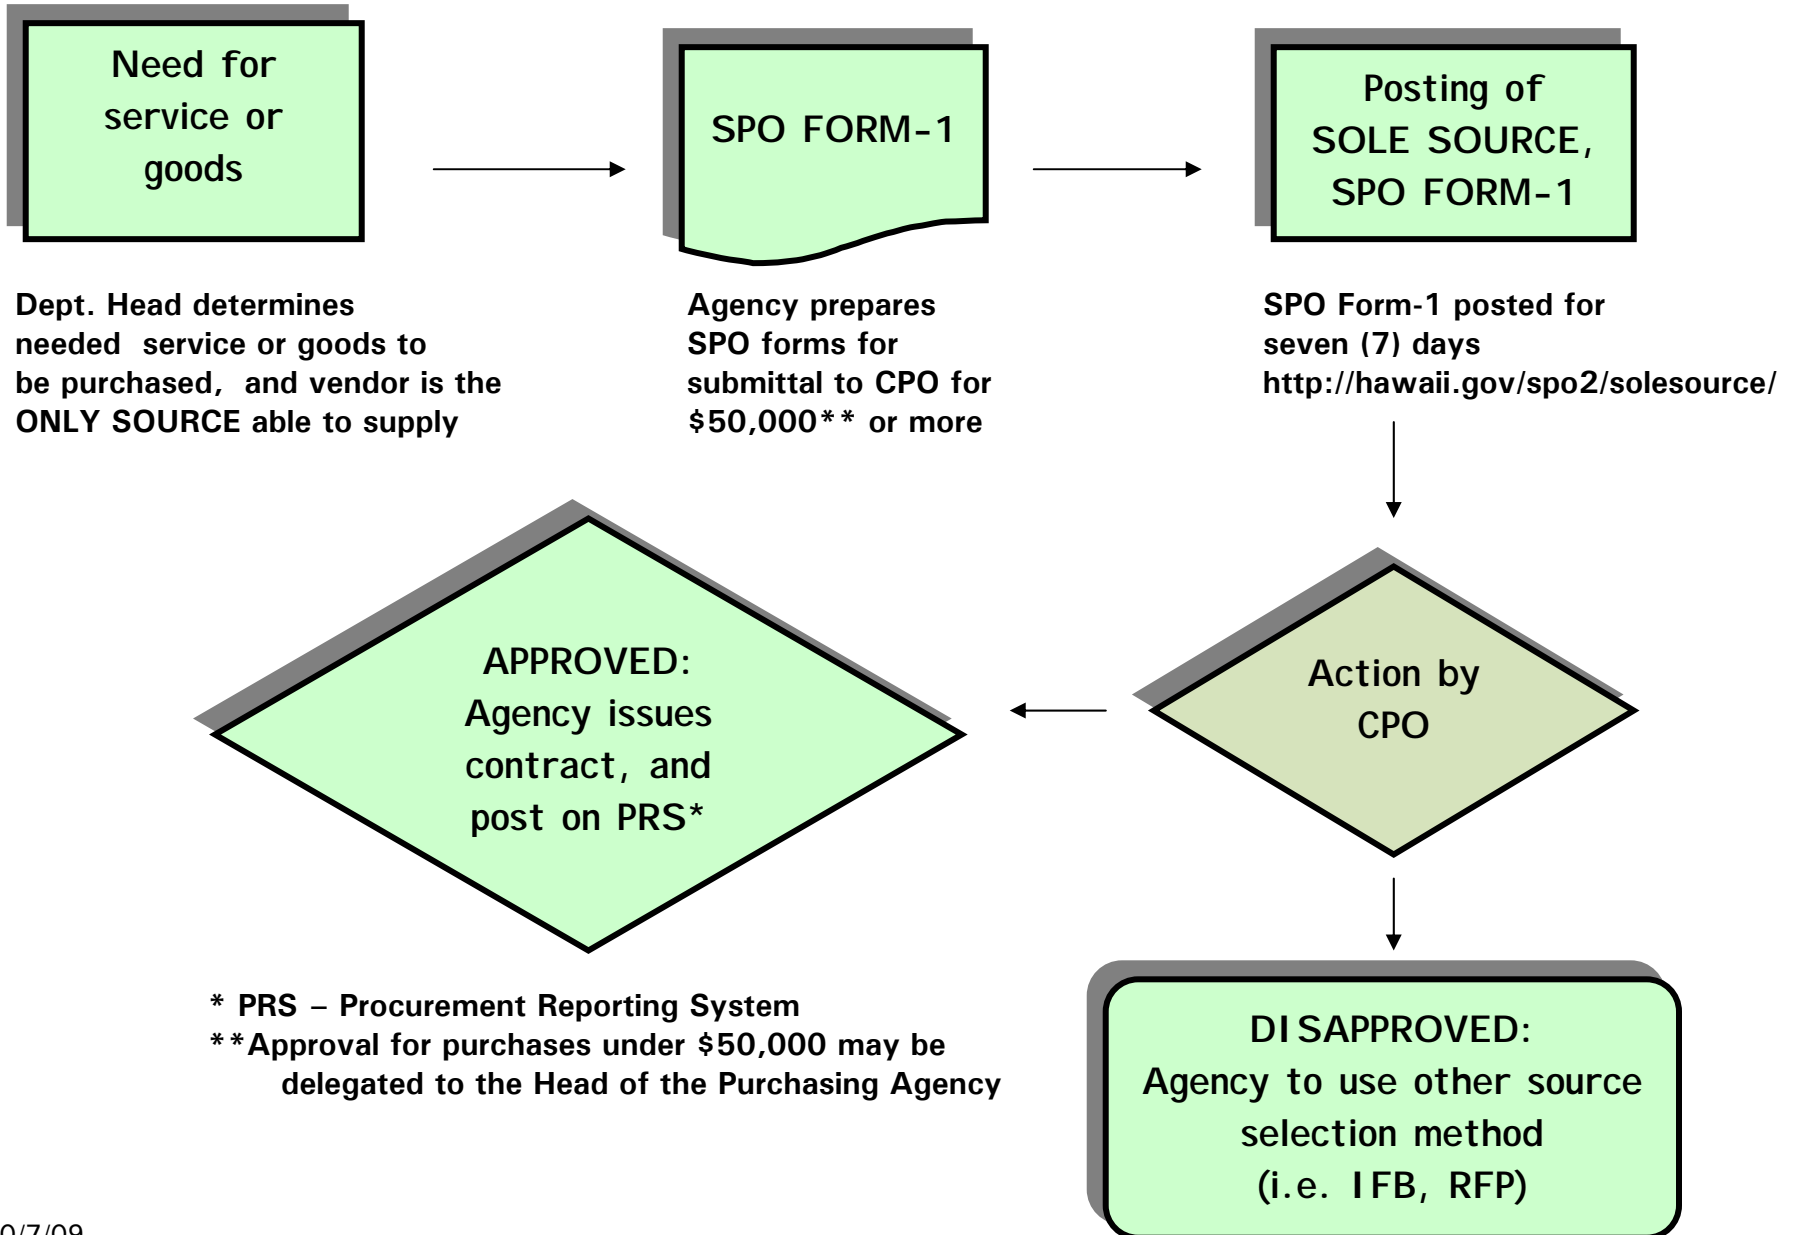 Need for
service or
goods
SPO FORM-1
Posting of
SOLE SOURCE,
SPO FORM-1
Dept. Head determines
needed service or goods to
be purchased, and vendor is the
ONLY SOURCE able to supply
Agency prepares
SPO forms for
submittal to CPO for
$50,000** or more
SPO Form-1 posted for
seven (7) days
http://hawaii.gov/spo2/solesource/
APPROVED:
Agency issues
contract, and
post on PRS*
Action by
CPO
* PRS – Procurement Reporting System
**Approval for purchases under $50,000 may be
delegated to the Head of the Purchasing Agency
DISAPPROVED:
Agency to use other source
selection method
(i.e. IFB, RFP)